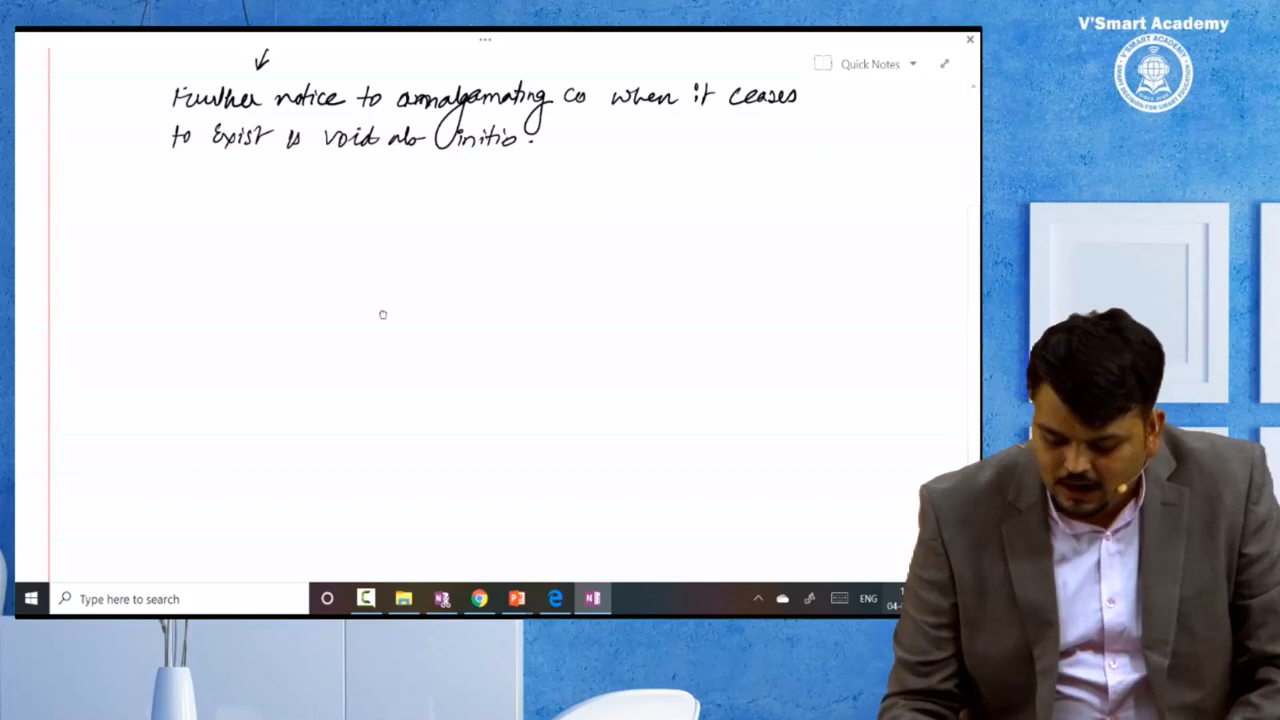 V'Smart Academy
Quick Notes
Further notice to amalgamating co when it ceases
to Exist is void ab initio.
Type here to search
ENG